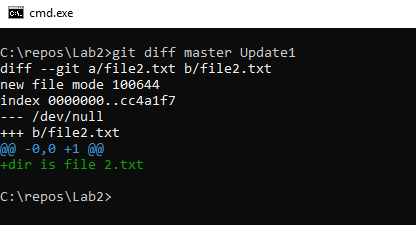 cmd.exe
C:\repos\Lab2>git diff master Update1
diff --git a/file2.txt b/file2.txt
new file mode 100644
index 0000000..cc4a1f7
--- /dev/null
+++ b/file2.txt
@@ -0,0 +1 @@
+dir is file 2.txt
C:\repos\Lab2>